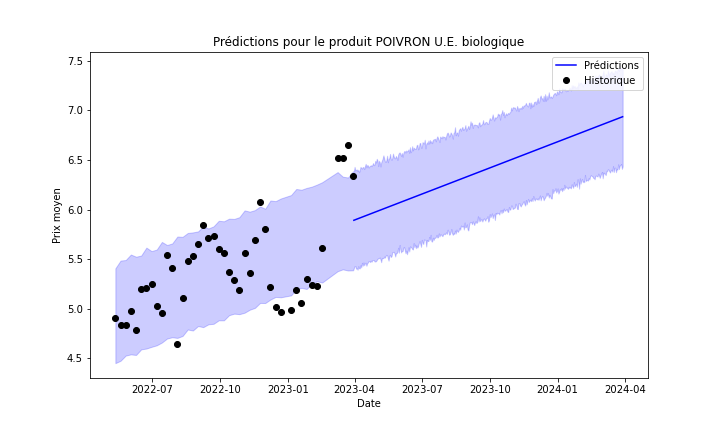 Prédictions pour le produit POIVRON U.E. biologique
7.5
7.0
6.5
6.0
5.5
5.0
4.5
Prix moyen
Prédictions
Historique
2022-07 2022-10 2023-01 2023-04 2023-07 2023-10 2024-01 2024-04
Date